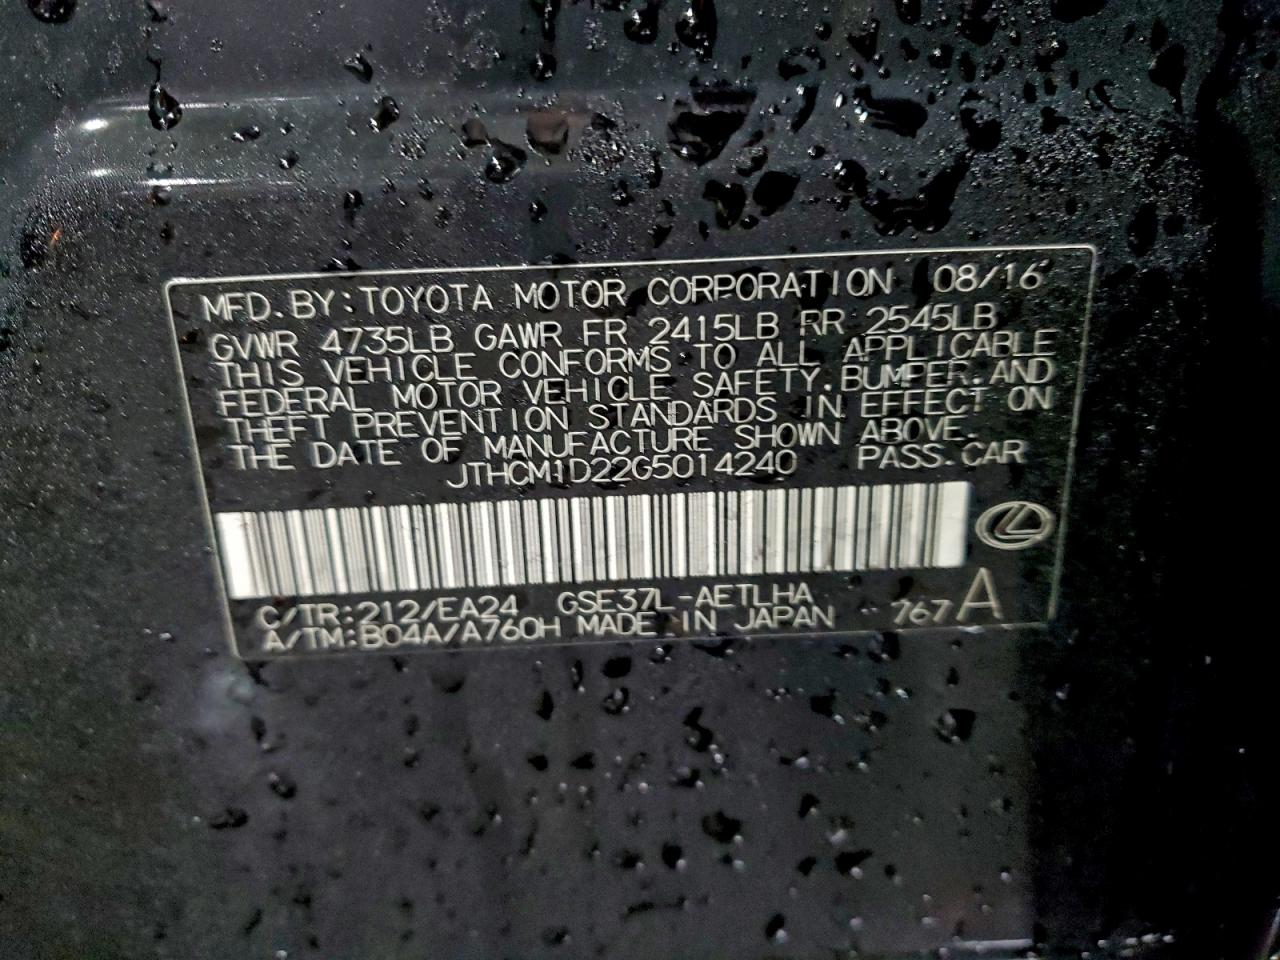 MFD. BY: TOYOTA MOTOR CORPORATION 08/16
GVWR 4735LB GAWR FR 2415LB RR 2545LB
THIS VEHICLE CONFORMS TO ALL APPLICABLE
FEDERAL MOTOR VEHICLE SAFETY, BUMPER, AND
THEFT PREVENTION STANDARDS IN EFFECT ON
THE DATE OF MANUFACTURE SHOWN ABOVE.
JTHCM1D22G5014240 PASS. CAR
C/TR: 212/EA24 GSE37L-AETLHA 767 A
A/TM: B04A/A760H MADE IN JAPAN